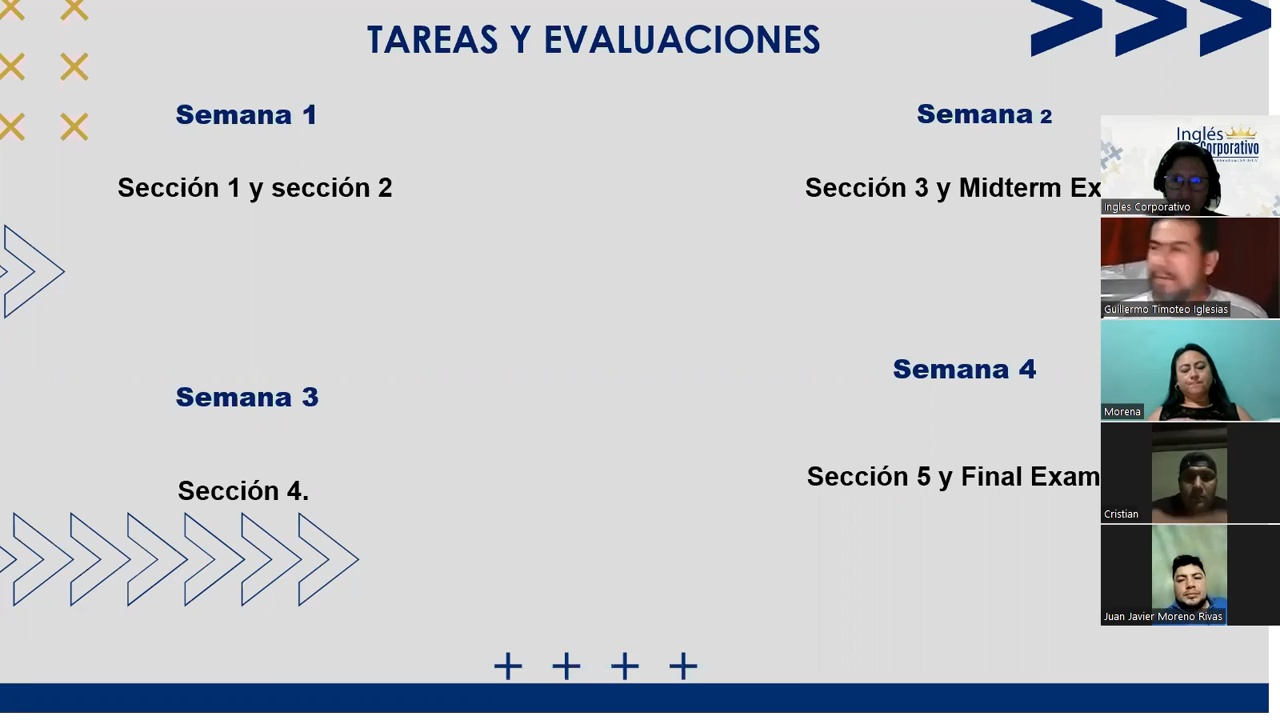 TAREAS Y EVALUACIONES
Semana 1
Sección 1 y sección 2
Semana 2
Sección 3 y Midterm Ex
Semana 3
Sección 4.
Semana 4
Sección 5 y Final Exam
Inglés
Corporativo
Ingles Corporativo
Guillermo Timoteo Iglesias
Morena
Cristian
Juan Javier Moreno Rivas